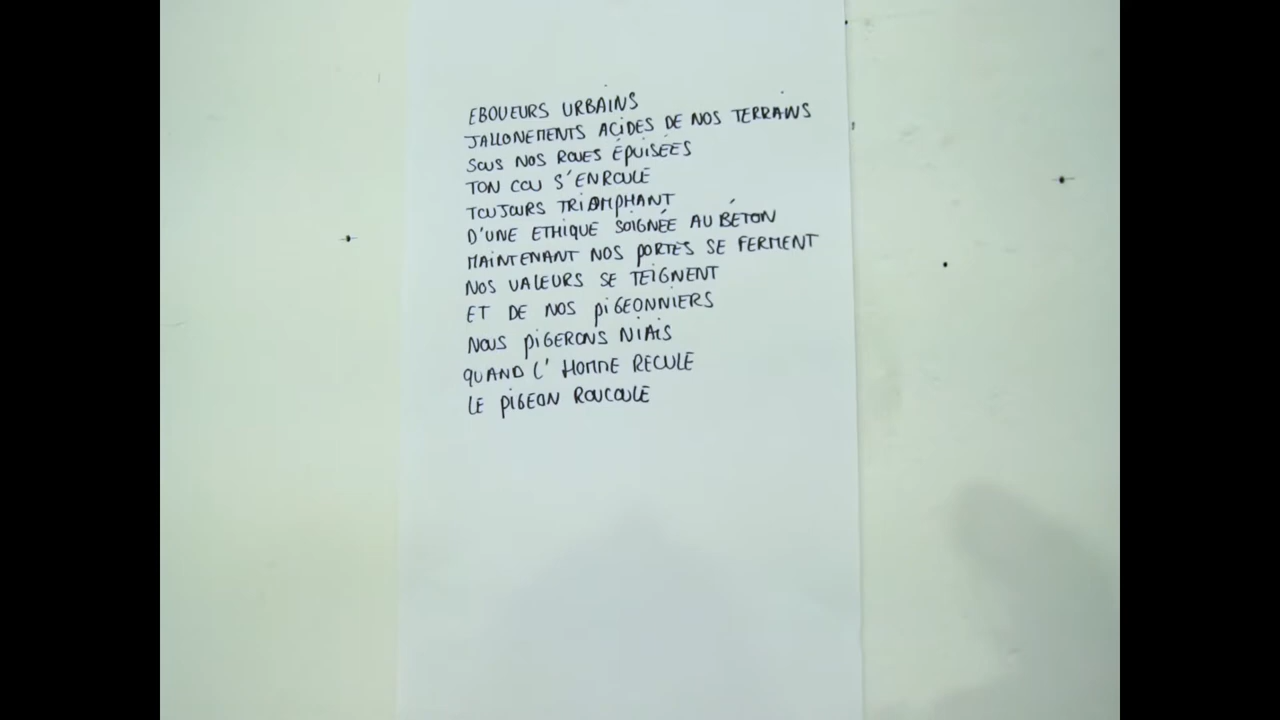 EBOUEURS URBAINS
JALLONEMENTS ACIDES DE NOS TERRAINS
SOUS NOS ROUES ÉPUISÉES
TON COU S'ENROULE
TOUJOURS TRIOMPHANT
D'UNE ETHIQUE SOIGNÉE AU BÉTON
MAINTENANT NOS PORTES SE FERMENT
NOS VALEURS SE TEIGNENT
ET DE NOS PIGEONNIERS
NOUS PIGERONS NIAIS
QUAND L'HOMME RECULE
LE PIGEON ROUCOULE